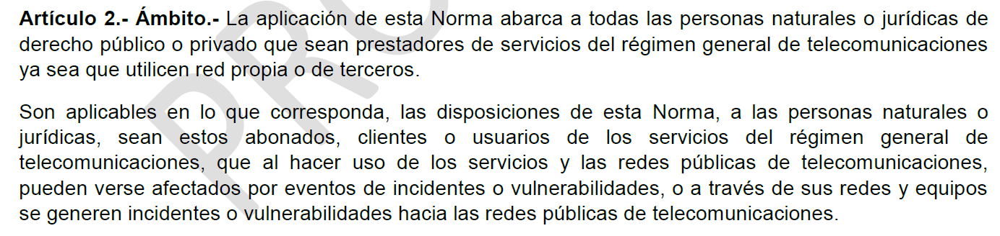 Artículo 2.- Ámbito.- La aplicación de esta Norma abarca a todas las personas naturales o jurídicas de
derecho público o privado que sean prestadores de servicios del régimen general de telecomunicaciones
ya sea que utilicen red propia o de terceros.
Son aplicables en lo que corresponda, las disposiciones de esta Norma, a las personas naturales o
jurídicas, sean estos abonados, clientes o usuarios de los servicios del régimen general de
telecomunicaciones, que al hacer uso de los servicios y las redes públicas de telecomunicaciones,
pueden verse afectados por eventos de incidentes o vulnerabilidades, o a través de sus redes y equipos
se generen incidentes o vulnerabilidades hacia las redes públicas de telecomunicaciones.